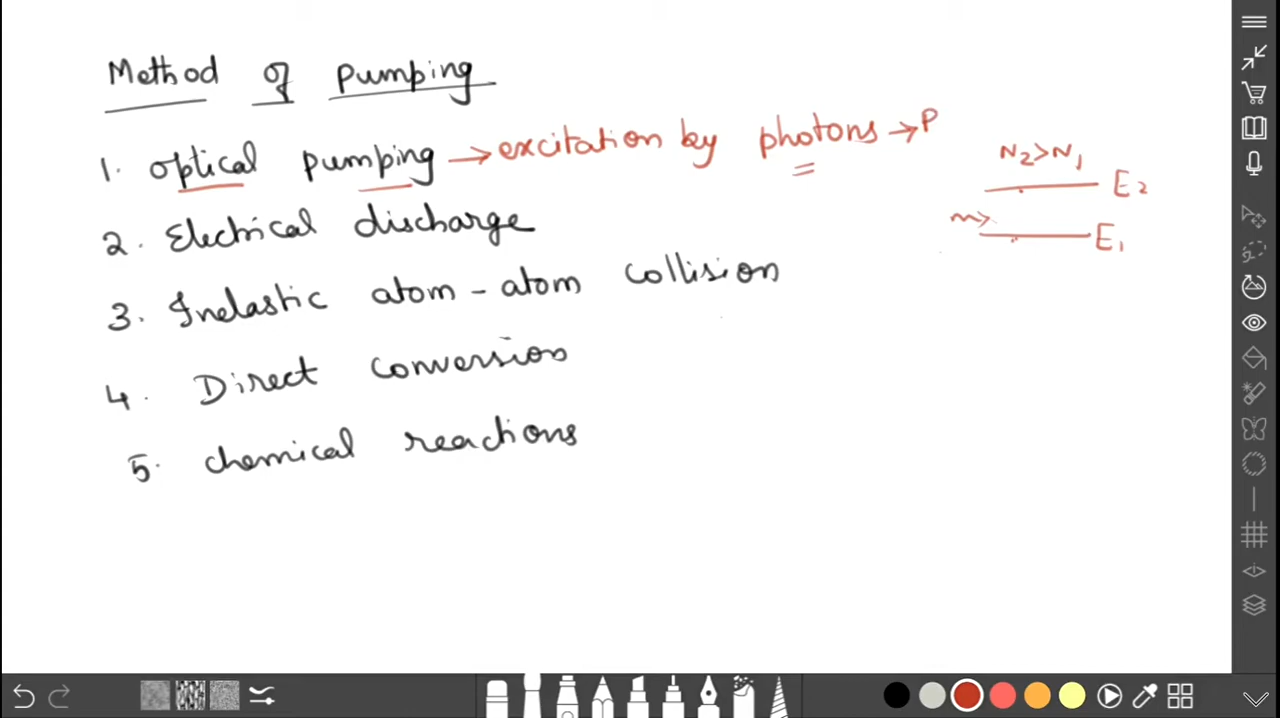 Method of pumping
1. optical pumping → excitation by photons → P
N₂>N₁
E₂
E₁
2. Electrical discharge
3. Inelastic atom - atom collision
4. Direct conversion
5. chemical reactions